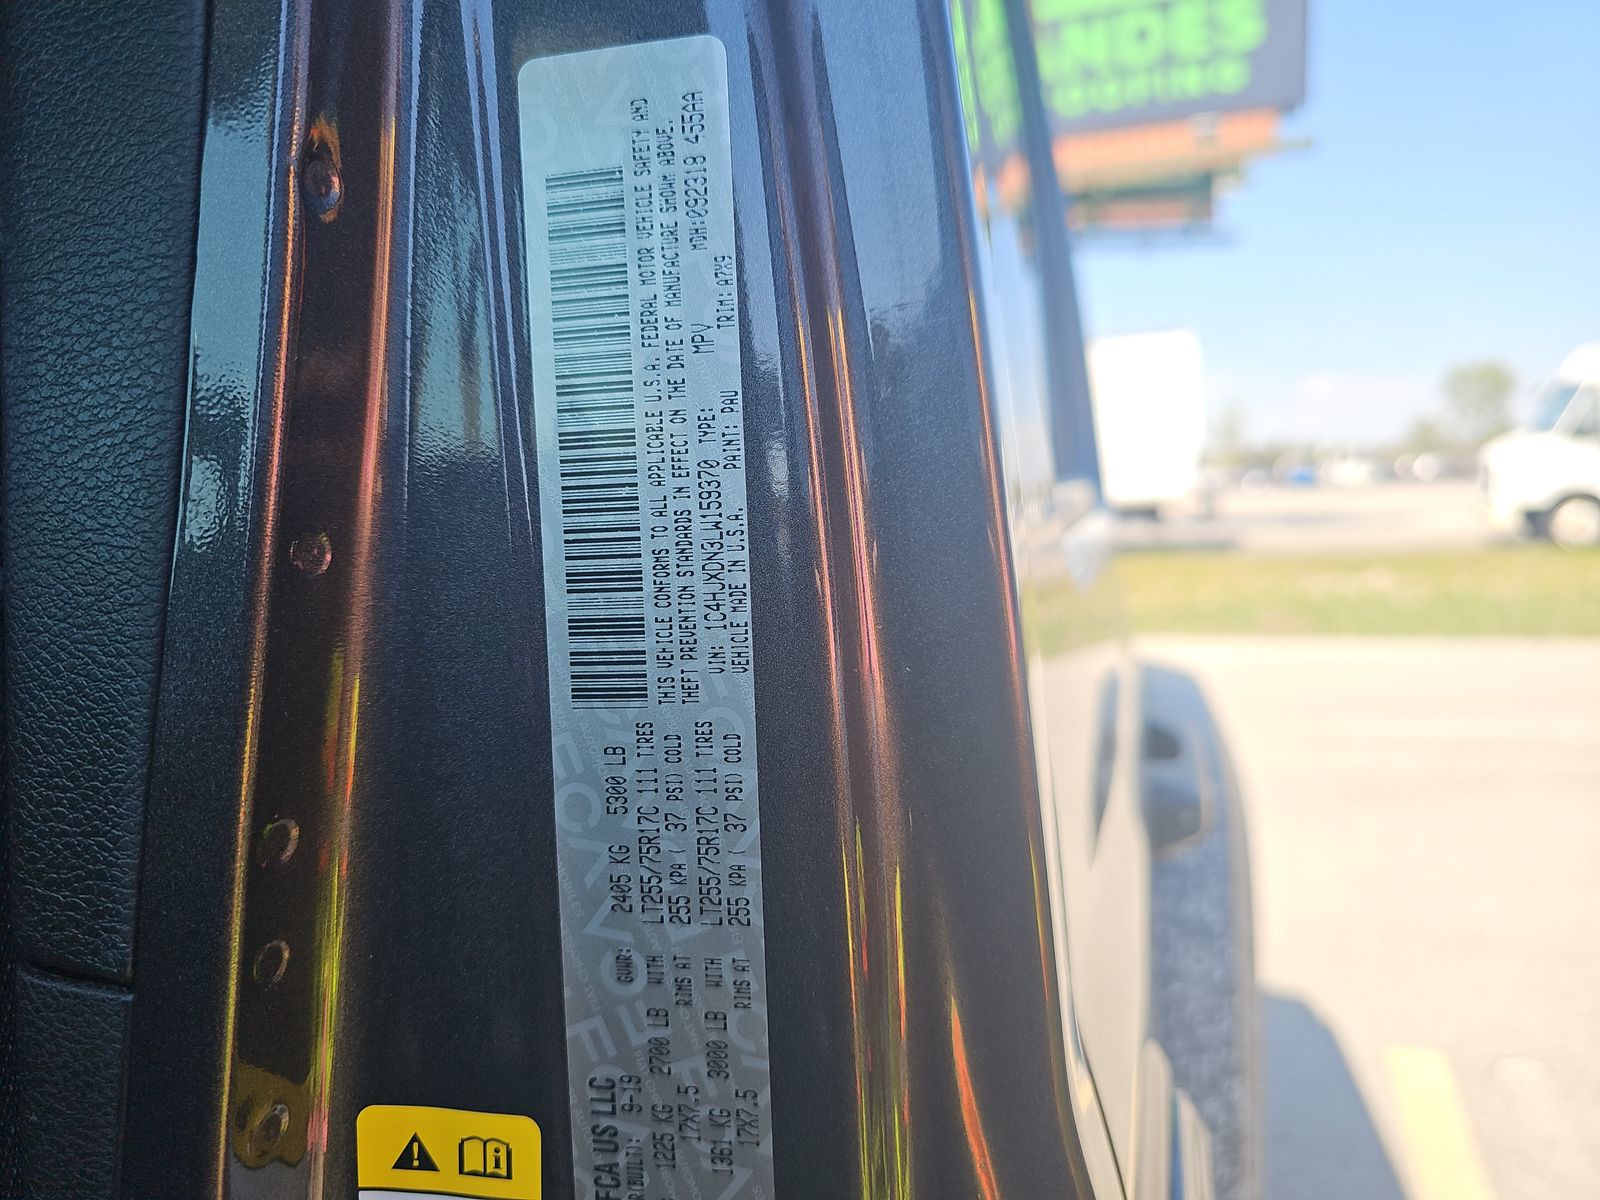 FCA US LLC
R(BUILT): 9-19 GVWR: 2405 KG 5300 LB
1225 KG 2700 LB WITH LT255/75R17C 111 TIRES
17X7.5 RIMS AT 255 KPA ( 37 PSI) COLD
1361 KG 3000 LB WITH LT255/75R17C 111 TIRES
17X7.5 RIMS AT 255 KPA ( 37 PSI) COLD
THIS VEHICLE CONFORMS TO ALL APPLICABLE U.S.A. FEDERAL MOTOR VEHICLE SAFETY AND
THEFT PREVENTION STANDARDS IN EFFECT ON THE DATE OF MANUFACTURE SHOWN ABOVE.
VIN: 1C4HJXDN3LW159370 TYPE: MPV MDH:092318 455AA
VEHICLE MADE IN U.S.A. PAINT: PAU TRIM: A7X9
ANDES